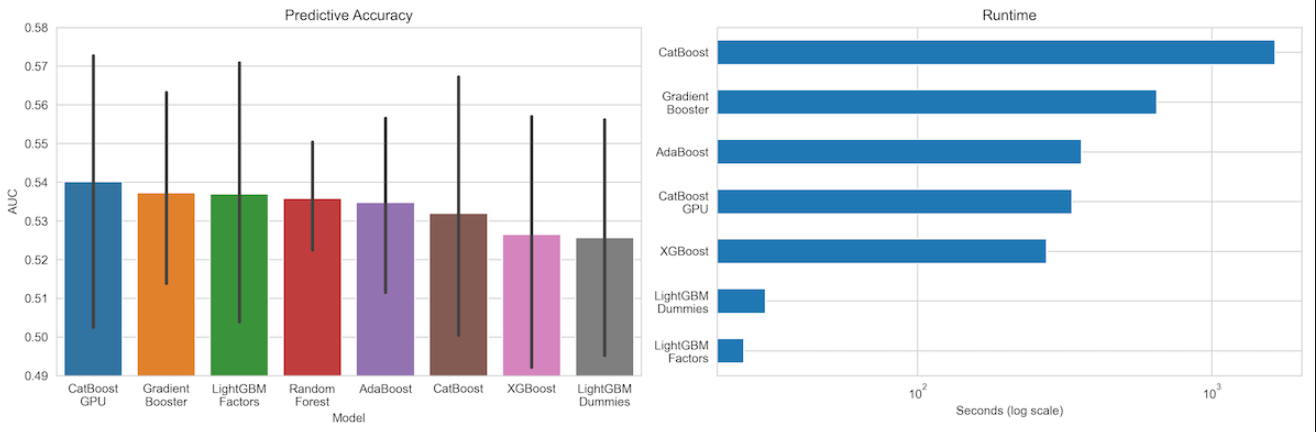 Predictive Accuracy
0.58
0.57
0.56
0.55
0.54
0.53
0.52
0.51
0.50
0.49
AUC
CatBoost
GPU
Gradient
Booster
LightGBM
Factors
Random
Forest
AdaBoost
CatBoost
XGBoost
LightGBM
Dummies
Model
Runtime
CatBoost
Gradient
Booster
AdaBoost
CatBoost
GPU
XGBoost
LightGBM
Dummies
LightGBM
Factors
10²
10³
Seconds (log scale)